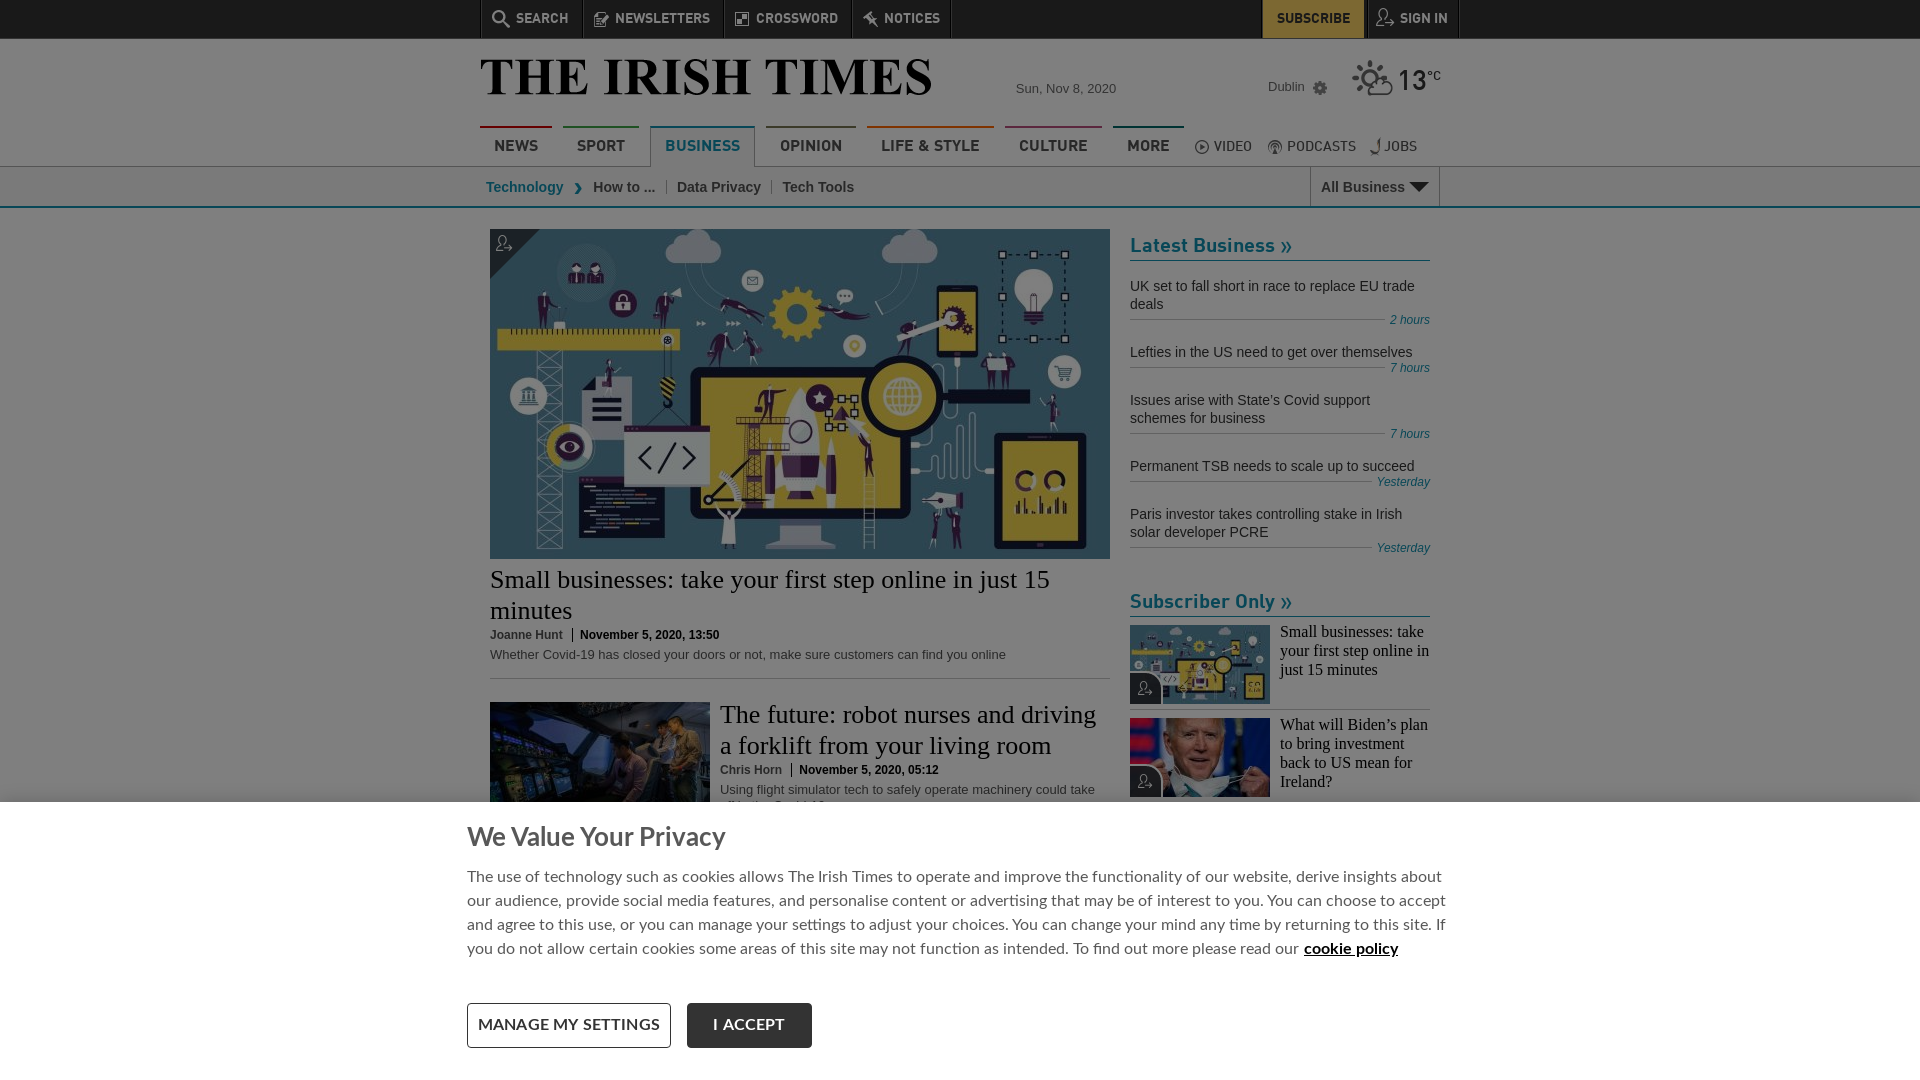 SEARCH
NEWSLETTERS
CROSSWORD
NOTICES
SUBSCRIBE
SIGN IN
THE IRISH TIMES
Sun, Nov 8, 2020
Dublin
13°C
NEWS
SPORT
BUSINESS
OPINION
LIFE & STYLE
CULTURE
MORE
VIDEO
PODCASTS
JOBS
Technology
How to ...
Data Privacy
Tech Tools
All Business
Small businesses: take your first step online in just 15
minutes
Joanne Hunt
November 5, 2020, 13:50
Whether Covid-19 has closed your doors or not, make sure customers can find you online
The future: robot nurses and driving
a forklift from your living room
Chris Horn
November 5, 2020, 05:12
Using flight simulator tech to safely operate machinery could take
Latest Business »
UK set to fall short in race to replace EU trade
deals
2 hours
Lefties in the US need to get over themselves
7 hours
Issues arise with State’s Covid support
schemes for business
7 hours
Permanent TSB needs to scale up to succeed
Yesterday
Paris investor takes controlling stake in Irish
solar developer PCRE
Yesterday
Subscriber Only »
Small businesses: take
your first step online in
just 15 minutes
What will Biden’s plan
to bring investment
back to US mean for
Ireland?
We Value Your Privacy
The use of technology such as cookies allows The Irish Times to operate and improve the functionality of our website, derive insights about
our audience, provide social media features, and personalise content or advertising that may be of interest to you. You can choose to accept
and agree to this use, or you can manage your settings to adjust your choices. You can change your mind any time by returning to this site. If
you do not allow certain cookies some areas of this site may not function as intended. To find out more please read our cookie policy
MANAGE MY SETTINGS
I ACCEPT